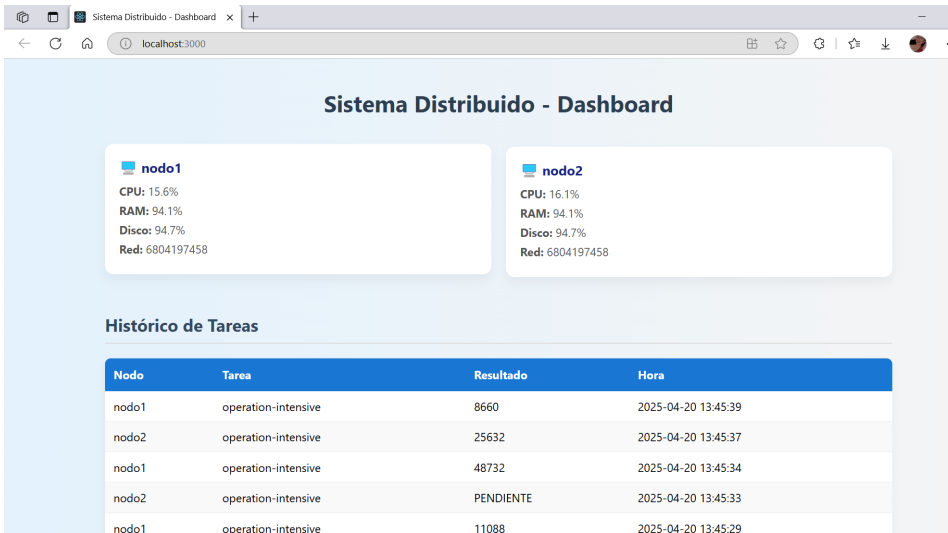 Sistema Distribuido - Dashboard
localhost:3000
Sistema Distribuido - Dashboard
nodo1
CPU: 15.6%
RAM: 94.1%
Disco: 94.7%
Red: 6804197458
nodo2
CPU: 16.1%
RAM: 94.1%
Disco: 94.7%
Red: 6804197458
Histórico de Tareas
Nodo Tarea Resultado Hora
nodo1 operation-intensive 8660 2025-04-20 13:45:39
nodo2 operation-intensive 25632 2025-04-20 13:45:37
nodo1 operation-intensive 48732 2025-04-20 13:45:34
nodo2 operation-intensive PENDIENTE 2025-04-20 13:45:33
nodo1 operation-intensive 11088 2025-04-20 13:45:29